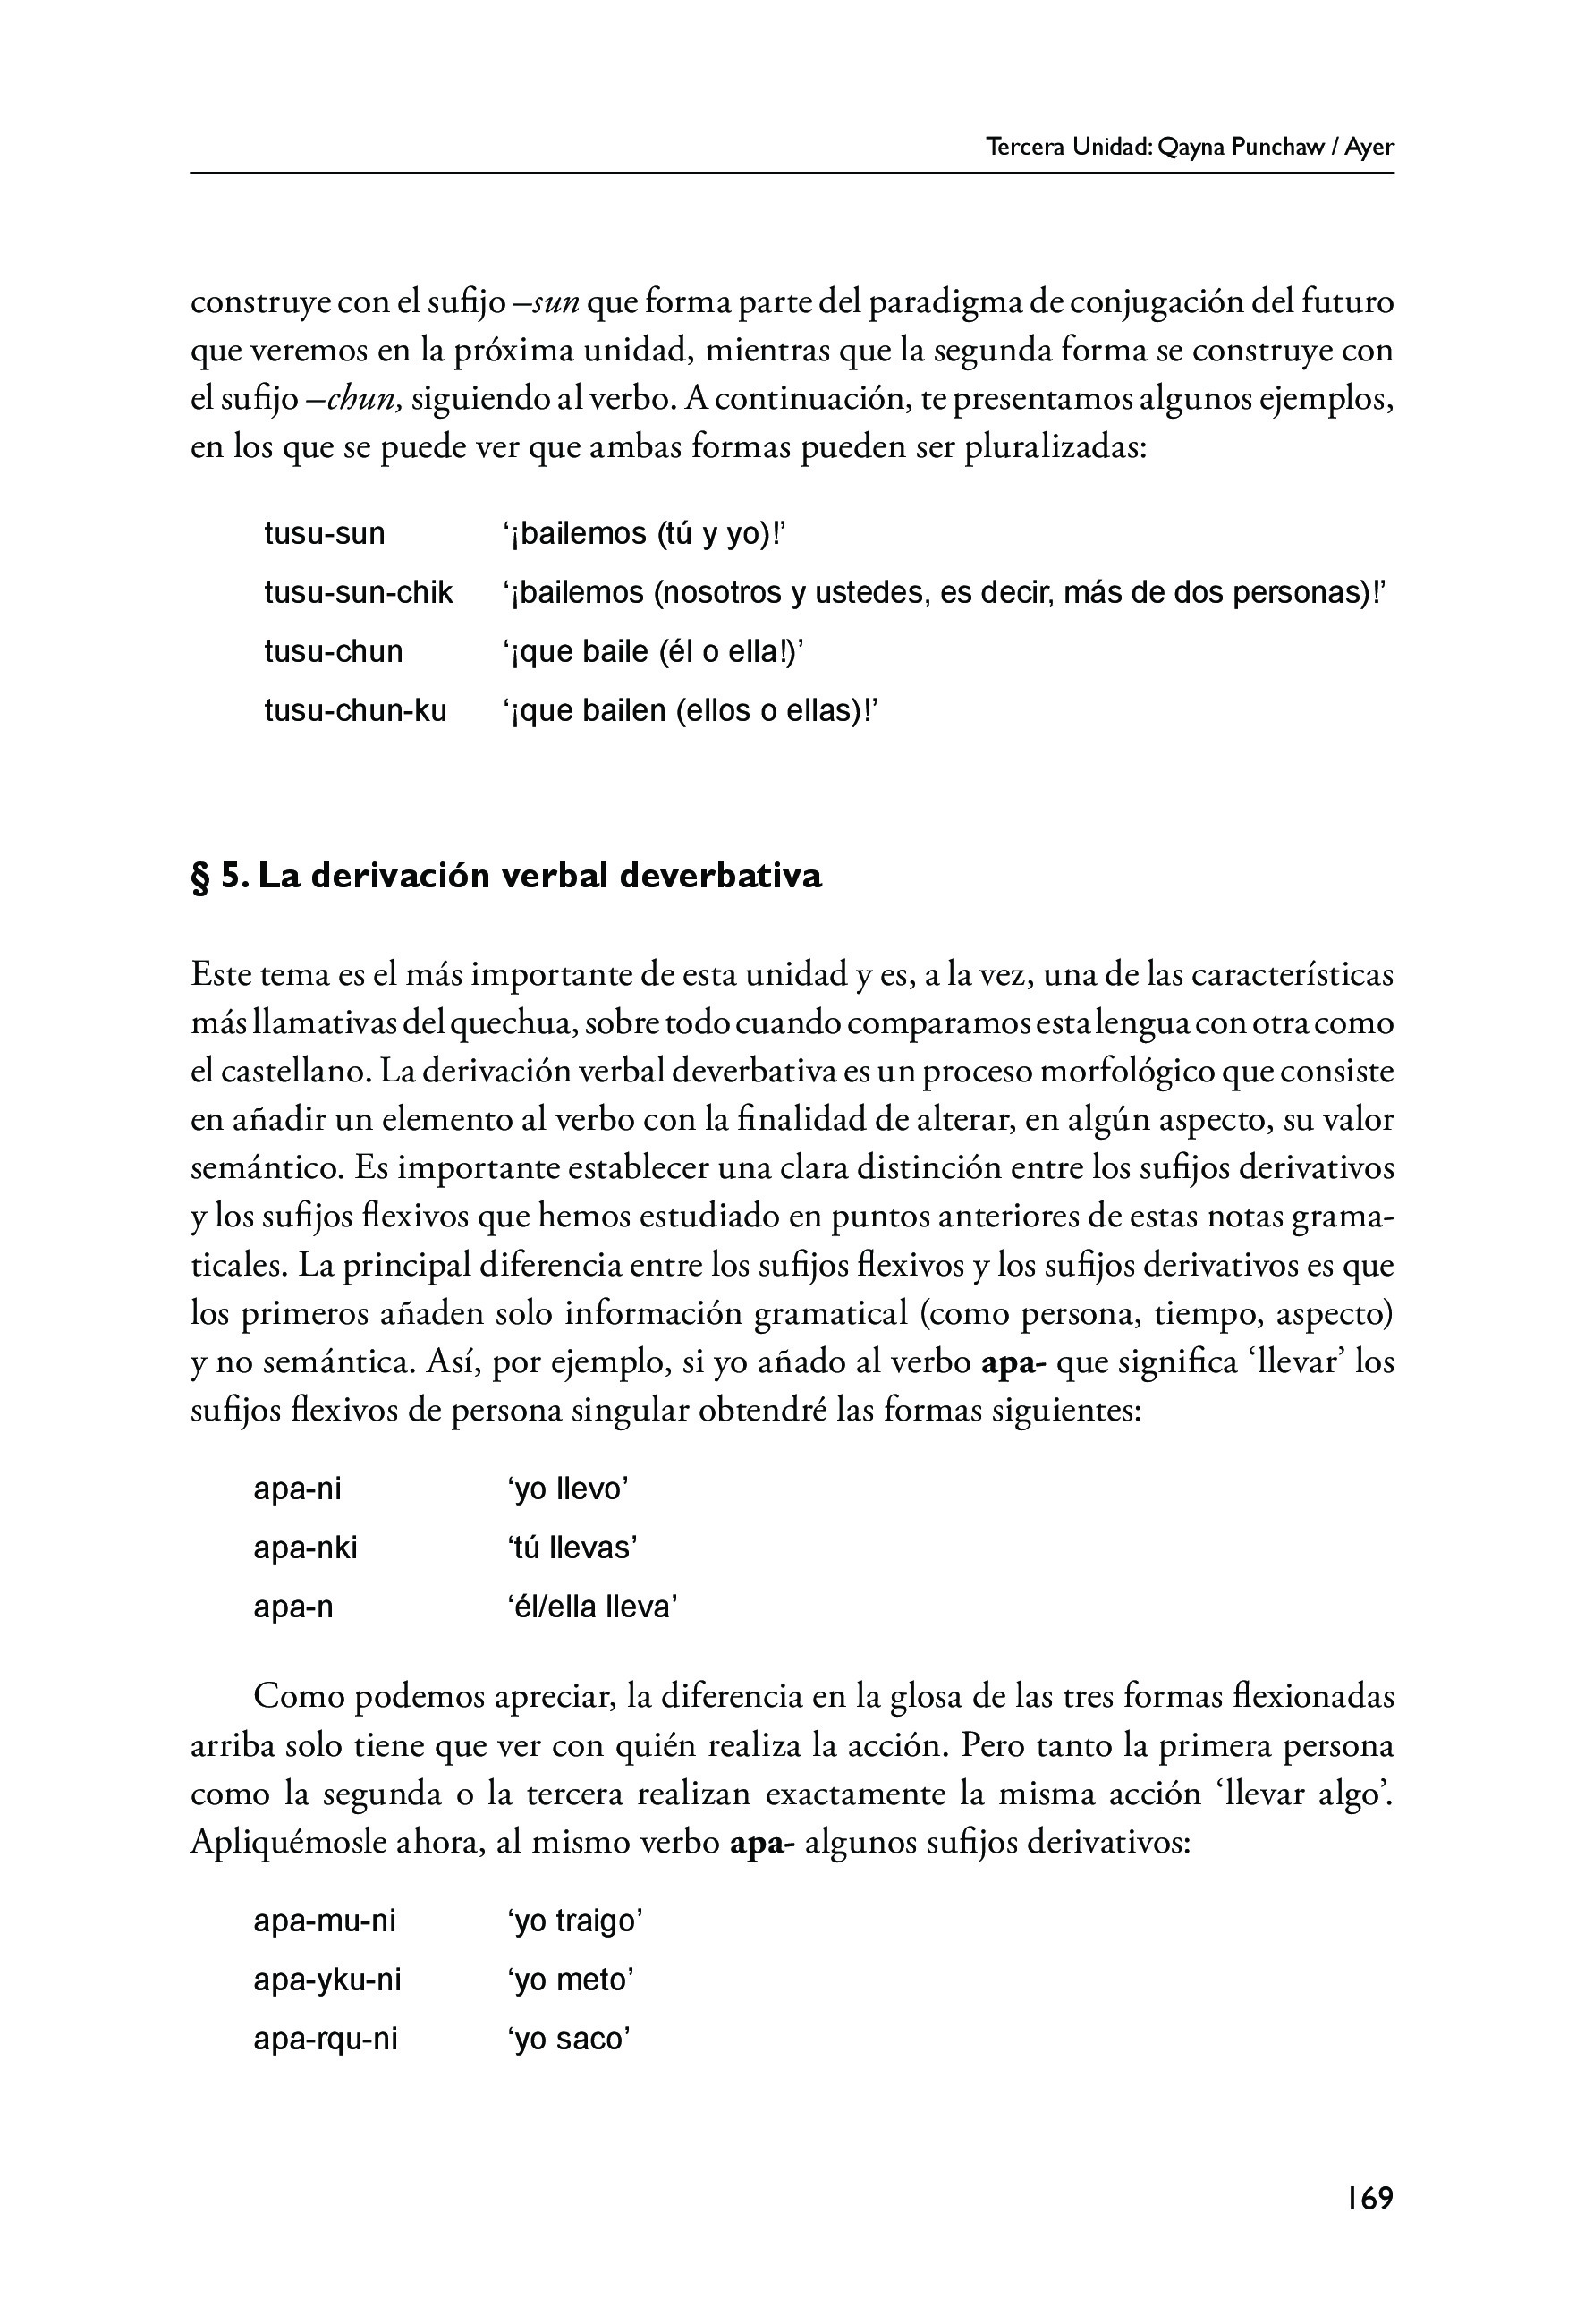 Tercera Unidad: Qayna Punchaw / Ayer
construye con el sufijo –sun que forma parte del paradigma de conjugación del futuro
que veremos en la próxima unidad, mientras que la segunda forma se construye con
el sufijo –chun, siguiendo al verbo. A continuación, te presentamos algunos ejemplos,
en los que se puede ver que ambas formas pueden ser pluralizadas:
tusu-sun ‘¡bailemos (tú y yo)!’
tusu-sun-chik ‘¡bailemos (nosotros y ustedes, es decir, más de dos personas)!’
tusu-chun ‘¡que baile (él o ella!)’
tusu-chun-ku ‘¡que bailen (ellos o ellas)!’
§ 5. La derivación verbal deverbativa
Este tema es el más importante de esta unidad y es, a la vez, una de las características
más llamativas del quechua, sobre todo cuando comparamos esta lengua con otra como
el castellano. La derivación verbal deverbativa es un proceso morfológico que consiste
en añadir un elemento al verbo con la finalidad de alterar, en algún aspecto, su valor
semántico. Es importante establecer una clara distinción entre los sufijos derivativos
y los sufijos flexivos que hemos estudiado en puntos anteriores de estas notas grama-
ticales. La principal diferencia entre los sufijos flexivos y los sufijos derivativos es que
los primeros añaden solo información gramatical (como persona, tiempo, aspecto)
y no semántica. Así, por ejemplo, si yo añado al verbo apa- que significa ‘llevar’ los
sufijos flexivos de persona singular obtendré las formas siguientes:
apa-ni ‘yo llevo’
apa-nki ‘tú llevas’
apa-n ‘él/ella lleva’
Como podemos apreciar, la diferencia en la glosa de las tres formas flexionadas
arriba solo tiene que ver con quién realiza la acción. Pero tanto la primera persona
como la segunda o la tercera realizan exactamente la misma acción ‘llevar algo’.
Apliquémosle ahora, al mismo verbo apa- algunos sufijos derivativos:
apa-mu-ni ‘yo traigo’
apa-yku-ni ‘yo meto’
apa-rqu-ni ‘yo saco’
169